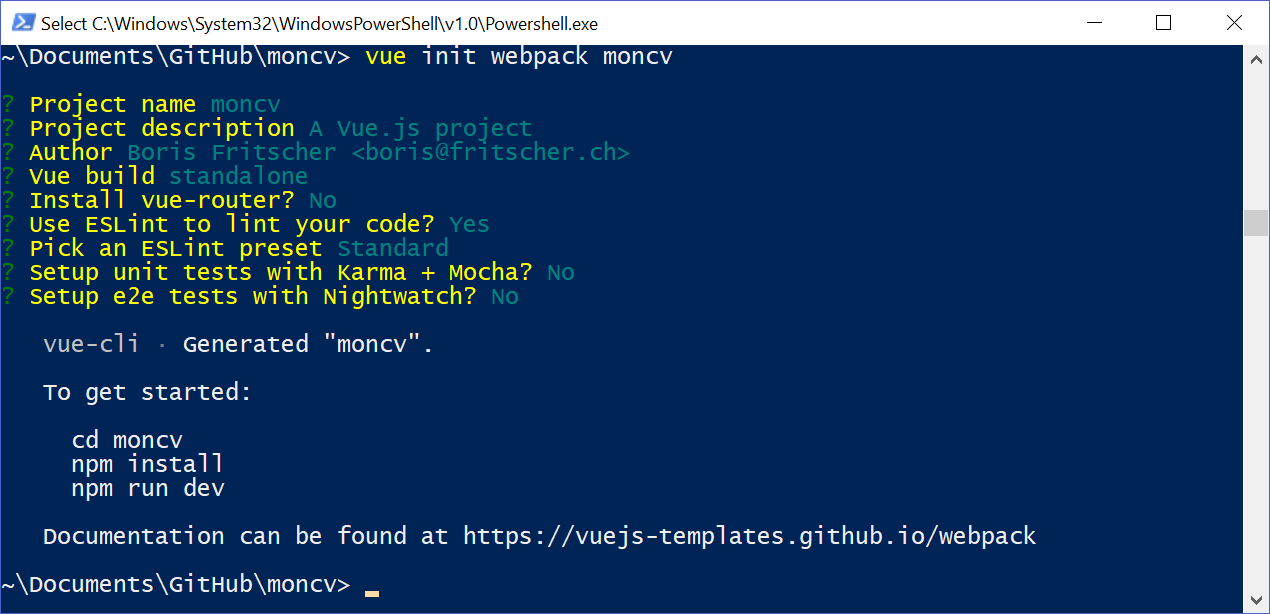 Select C:\Windows\System32\WindowsPowerShell\v1.0\Powershell.exe
~\Documents\GitHub\moncv> vue init webpack moncv
? Project name moncv
? Project description A Vue.js project
? Author Boris Fritscher <boris@fritscher.ch>
? Vue build standalone
? Install vue-router? No
? Use ESLint to lint your code? Yes
? Pick an ESLint preset Standard
? Setup unit tests with Karma + Mocha? No
? Setup e2e tests with Nightwatch? No
vue-cli · Generated "moncv".
To get started:
cd moncv
npm install
npm run dev
Documentation can be found at https://vuejs-templates.github.io/webpack
~\Documents\GitHub\moncv>